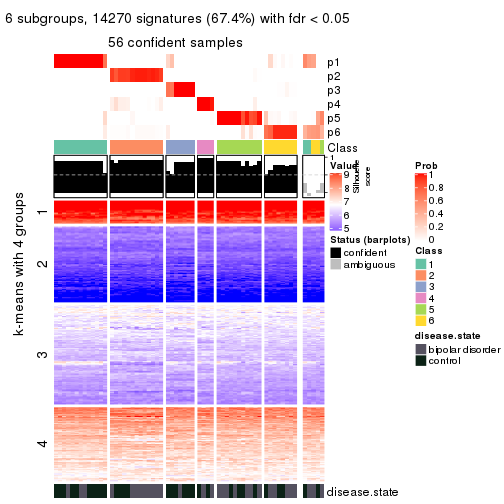 6 subgroups, 14270 signatures (67.4%) with fdr < 0.05
56 confident samples
p1
p2
p3
p4
p5
p6
Class
1
2
3
4
k-means with 4 groups
disease.state
Value
9
8
7
6
5
1
Silhouette
score
Status (barplots)
confident
ambiguous
Prob
1
0.8
0.6
0.4
0.2
0
Class
1
2
3
4
5
6
disease.state
bipolar disorder
control